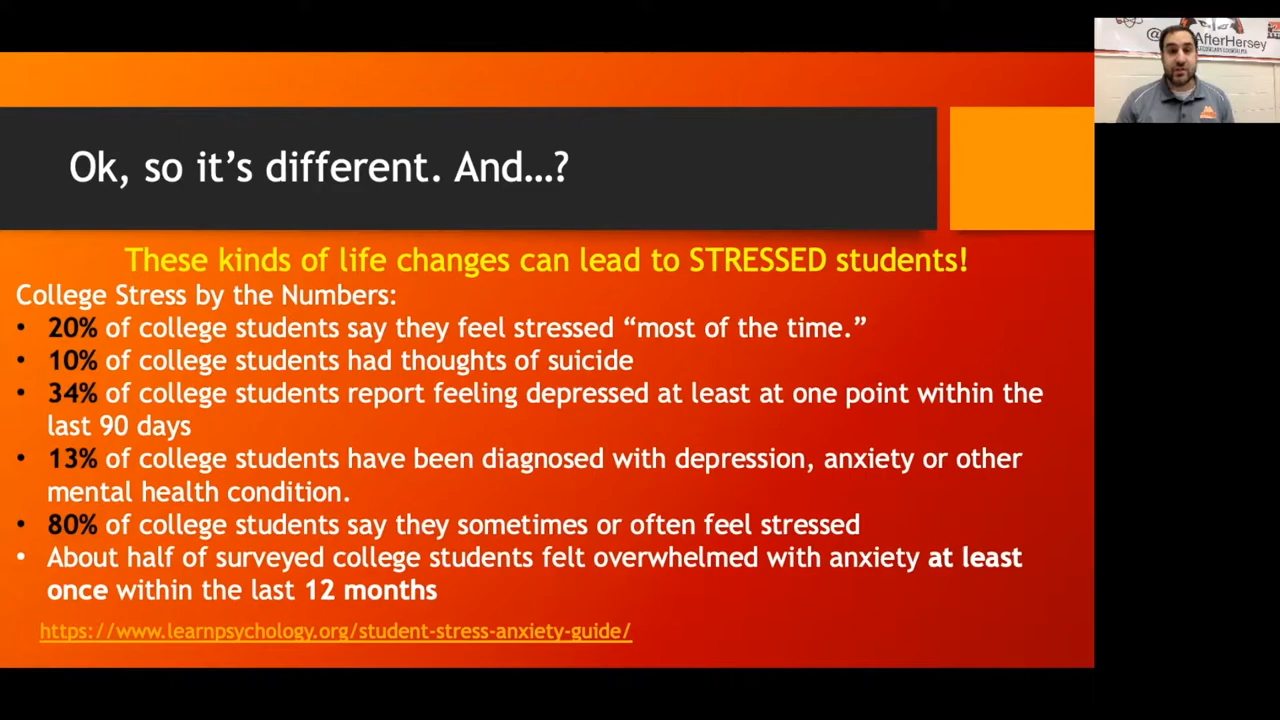 Ok, so it’s different. And…?
These kinds of life changes can lead to STRESSED students!
College Stress by the Numbers:
• 20% of college students say they feel stressed “most of the time.”
• 10% of college students had thoughts of suicide
• 34% of college students report feeling depressed at least at one point within the
last 90 days
• 13% of college students have been diagnosed with depression, anxiety or other
mental health condition.
• 80% of college students say they sometimes or often feel stressed
• About half of surveyed college students felt overwhelmed with anxiety at least
once within the last 12 months
https://www.learnpsychology.org/student-stress-anxiety-guide/
AfterHersey